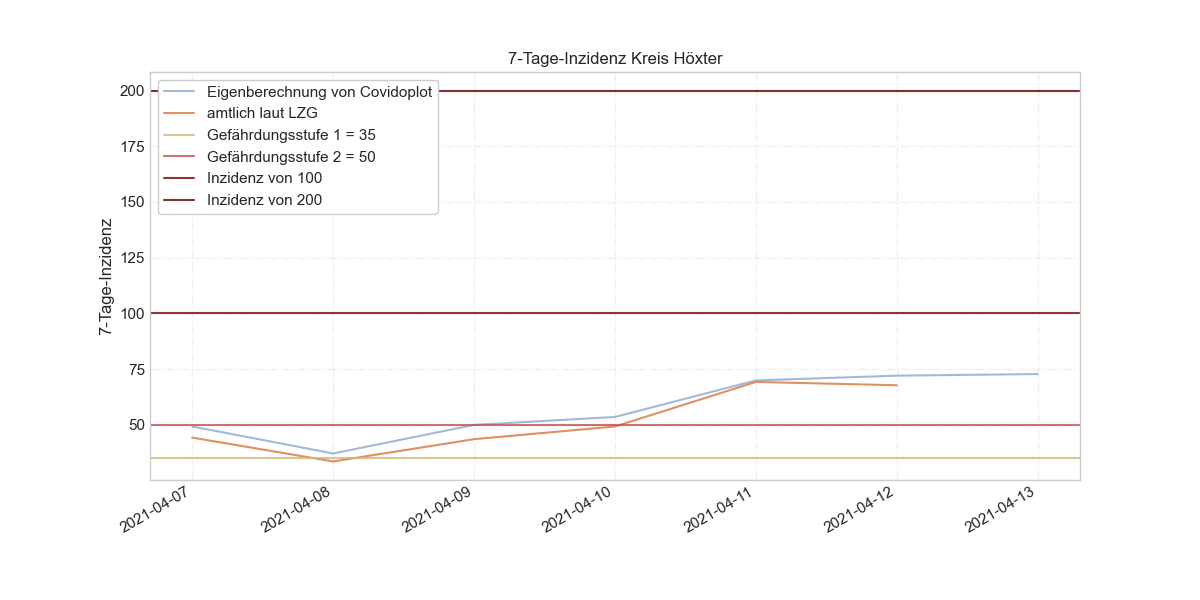 7-Tage-Inzidenz Kreis Höxter
Eigenberechnung von Covidoplot
amtlich laut LZG
Gefährdungsstufe 1 = 35
Gefährdungsstufe 2 = 50
Inzidenz von 100
Inzidenz von 200
7-Tage-Inzidenz
200
175
150
125
100
75
50
2021-04-07
2021-04-08
2021-04-09
2021-04-10
2021-04-11
2021-04-12
2021-04-13